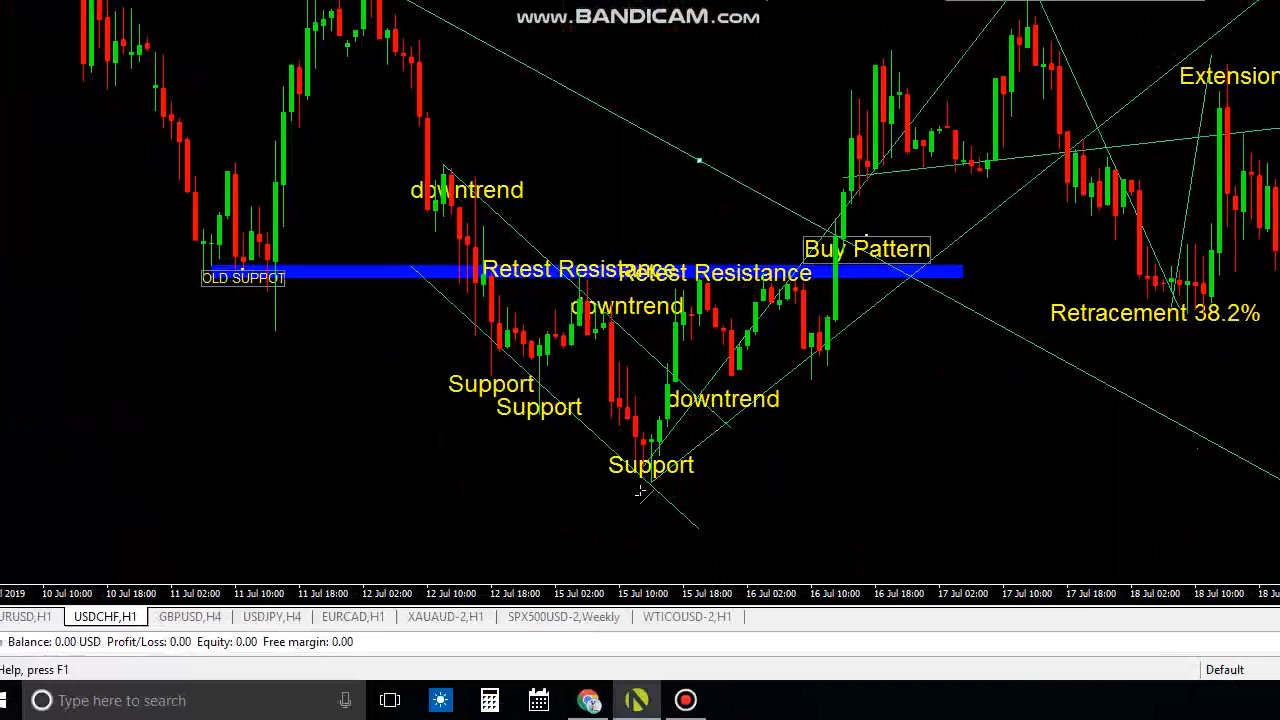 www.BANDICAM.com
Extension
downtrend
Buy Pattern
Retest Resistance
Retest Resistance
OLD SUPPOT
downtrend
Retracement 38.2%
Support
downtrend
Support
Support
2019 10 Jul 10:00 10 Jul 18:00 11 Jul 02:00 11 Jul 10:00 11 Jul 18:00 12 Jul 02:00 12 Jul 10:00 12 Jul 18:00 15 Jul 02:00 15 Jul 10:00 15 Jul 18:00 16 Jul 02:00 16 Jul 10:00 16 Jul 18:00 17 Jul 02:00 17 Jul 10:00 17 Jul 18:00 18 Jul 02:00 18 Jul 10:00 18 Ju
URUSD,H1 USDCHF,H1 GBPUSD,H4 USDJPY,H4 EURCAD,H1 XAUAUD-2,H1 SPX500USD-2,Weekly WTICOUSD-2,H1
Balance: 0.00 USD Profit/Loss: 0.00 Equity: 0.00 Free margin: 0.00
Help, press F1 Default
Type here to search